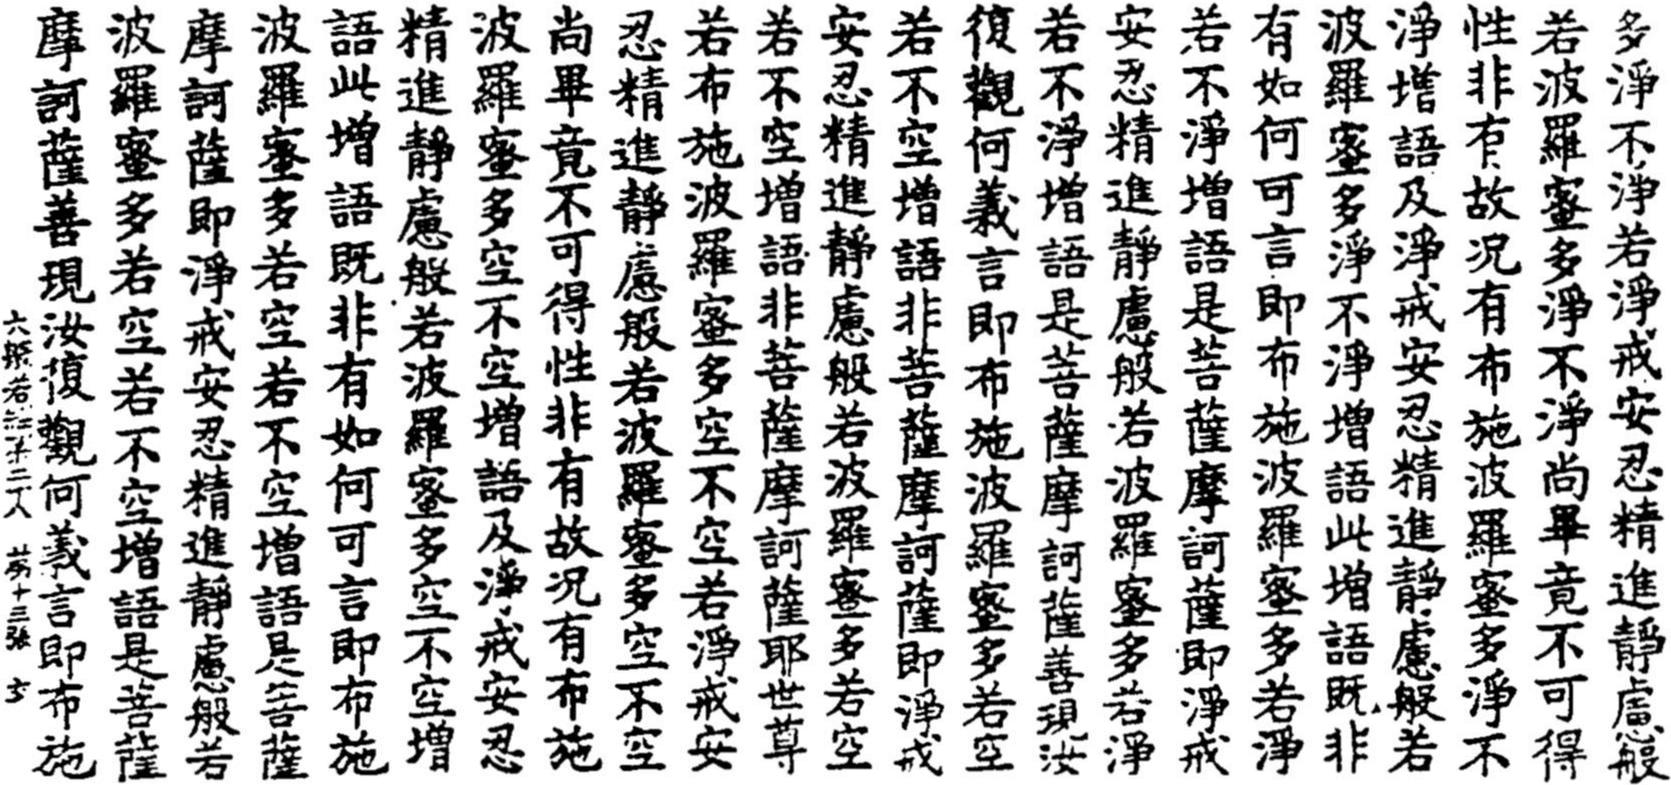 多淨不淨若淨戒安忍精進靜慮般
若波羅蜜多淨不淨尚畢竟不可得
性非有故况有布施波羅蜜多淨不
淨增語及淨戒安忍精進靜慮般若
波羅蜜多淨不淨增語此增語既非
有如何可言即布施波羅蜜多若淨
若不淨增語是菩薩摩訶薩即淨戒
安忍精進靜慮般若波羅蜜多若淨
若不淨增語是菩薩摩訶薩善現汝
復觀何義言即布施波羅蜜多若空
若不空增語非菩薩摩訶薩即淨戒
安忍精進靜慮般若波羅蜜多若空
若不空增語非菩薩摩訶薩耶世尊
若布施波羅蜜多空不空若淨戒安
忍精進靜慮般若波羅蜜多空不空
尚畢竟不可得性非有故况有布施
波羅蜜多空不空增語及淨戒安忍
精進靜慮般若波羅蜜多空不空增
語此增語既非有如何可言即布施
波羅蜜多若空若不空增語是菩薩
摩訶薩即淨戒安忍精進靜慮般若
波羅蜜多若空若不空增語是菩薩
摩訶薩善現汝復觀何義言即布施
六般若二八 十三張